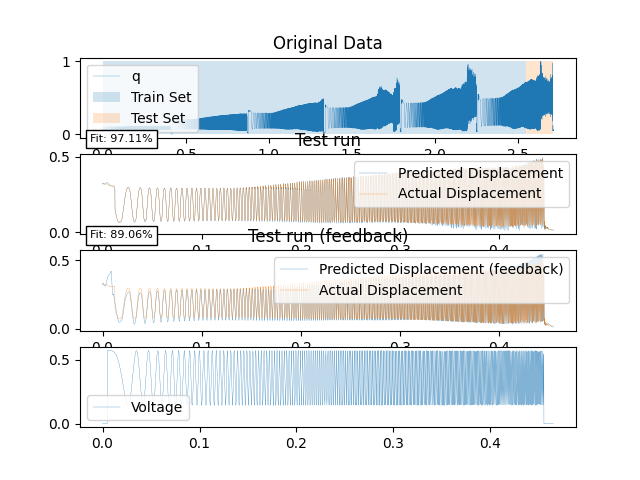 Original Data
1
0
q
Train Set
Test Set
0.0 0.5 1.0 1.5 2.0 2.5
Fit: 97.11%
Test run
0.5
0.0
Predicted Displacement
Actual Displacement
0.0 0.1 0.2 0.3 0.4
Fit: 89.06%
Test run (feedback)
0.5
0.0
Predicted Displacement (feedback)
Actual Displacement
0.0 0.1 0.2 0.3 0.4
0.5
0.0
Voltage
0.0 0.1 0.2 0.3 0.4